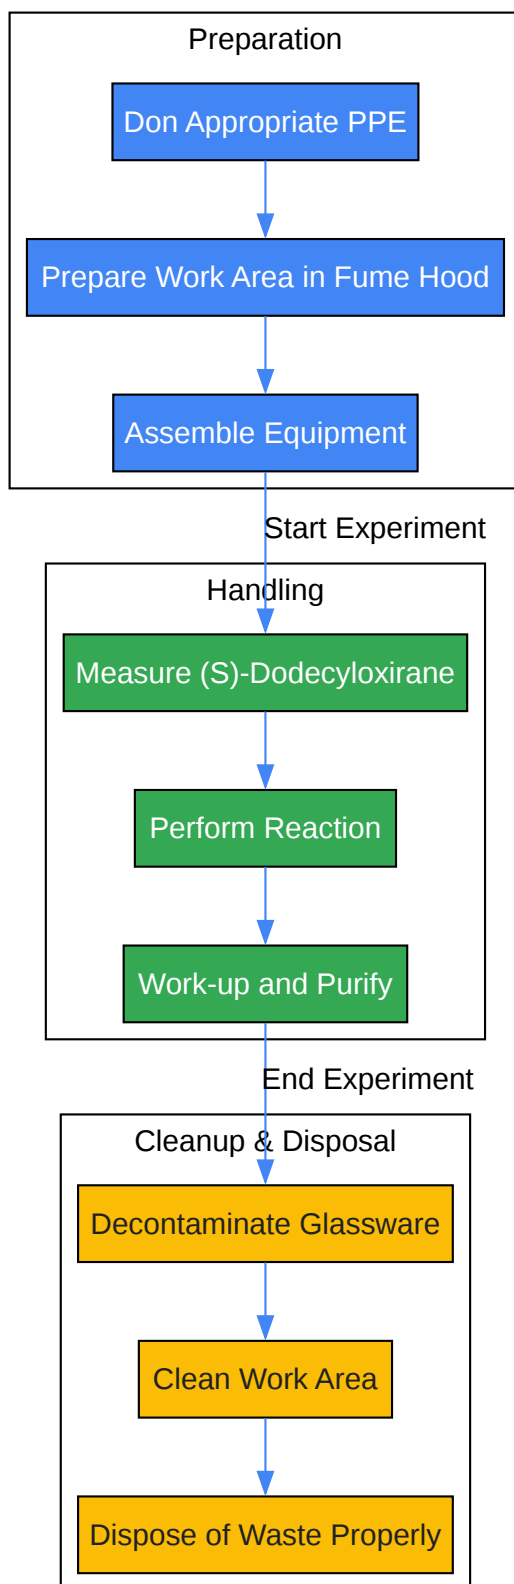 Preparation
Don Appropriate PPE
Prepare Work Area in Fume Hood
Assemble Equipment
Start Experiment
Handling
Measure (S)-Dodecyloxirane
Perform Reaction
Work-up and Purify
End Experiment
Cleanup & Disposal
Decontaminate Glassware
Clean Work Area
Dispose of Waste Properly